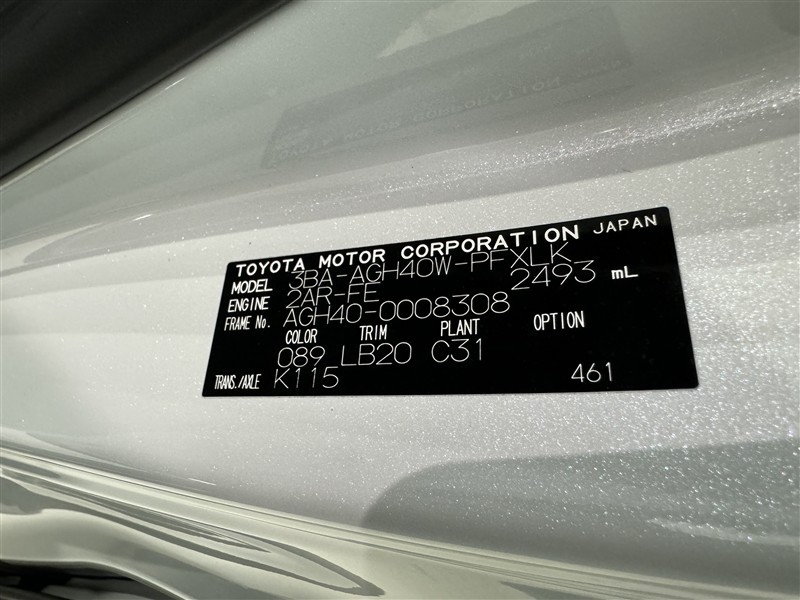 TOYOTA MOTOR CORPORATION JAPAN
MODEL 3BA-AGH40W-PFXLK
ENGINE 2AR-FE 2493 mL
FRAME No. AGH40-0008308
COLOR TRIM PLANT OPTION
089 LB20 C31
TRANS./AXLE K115 461